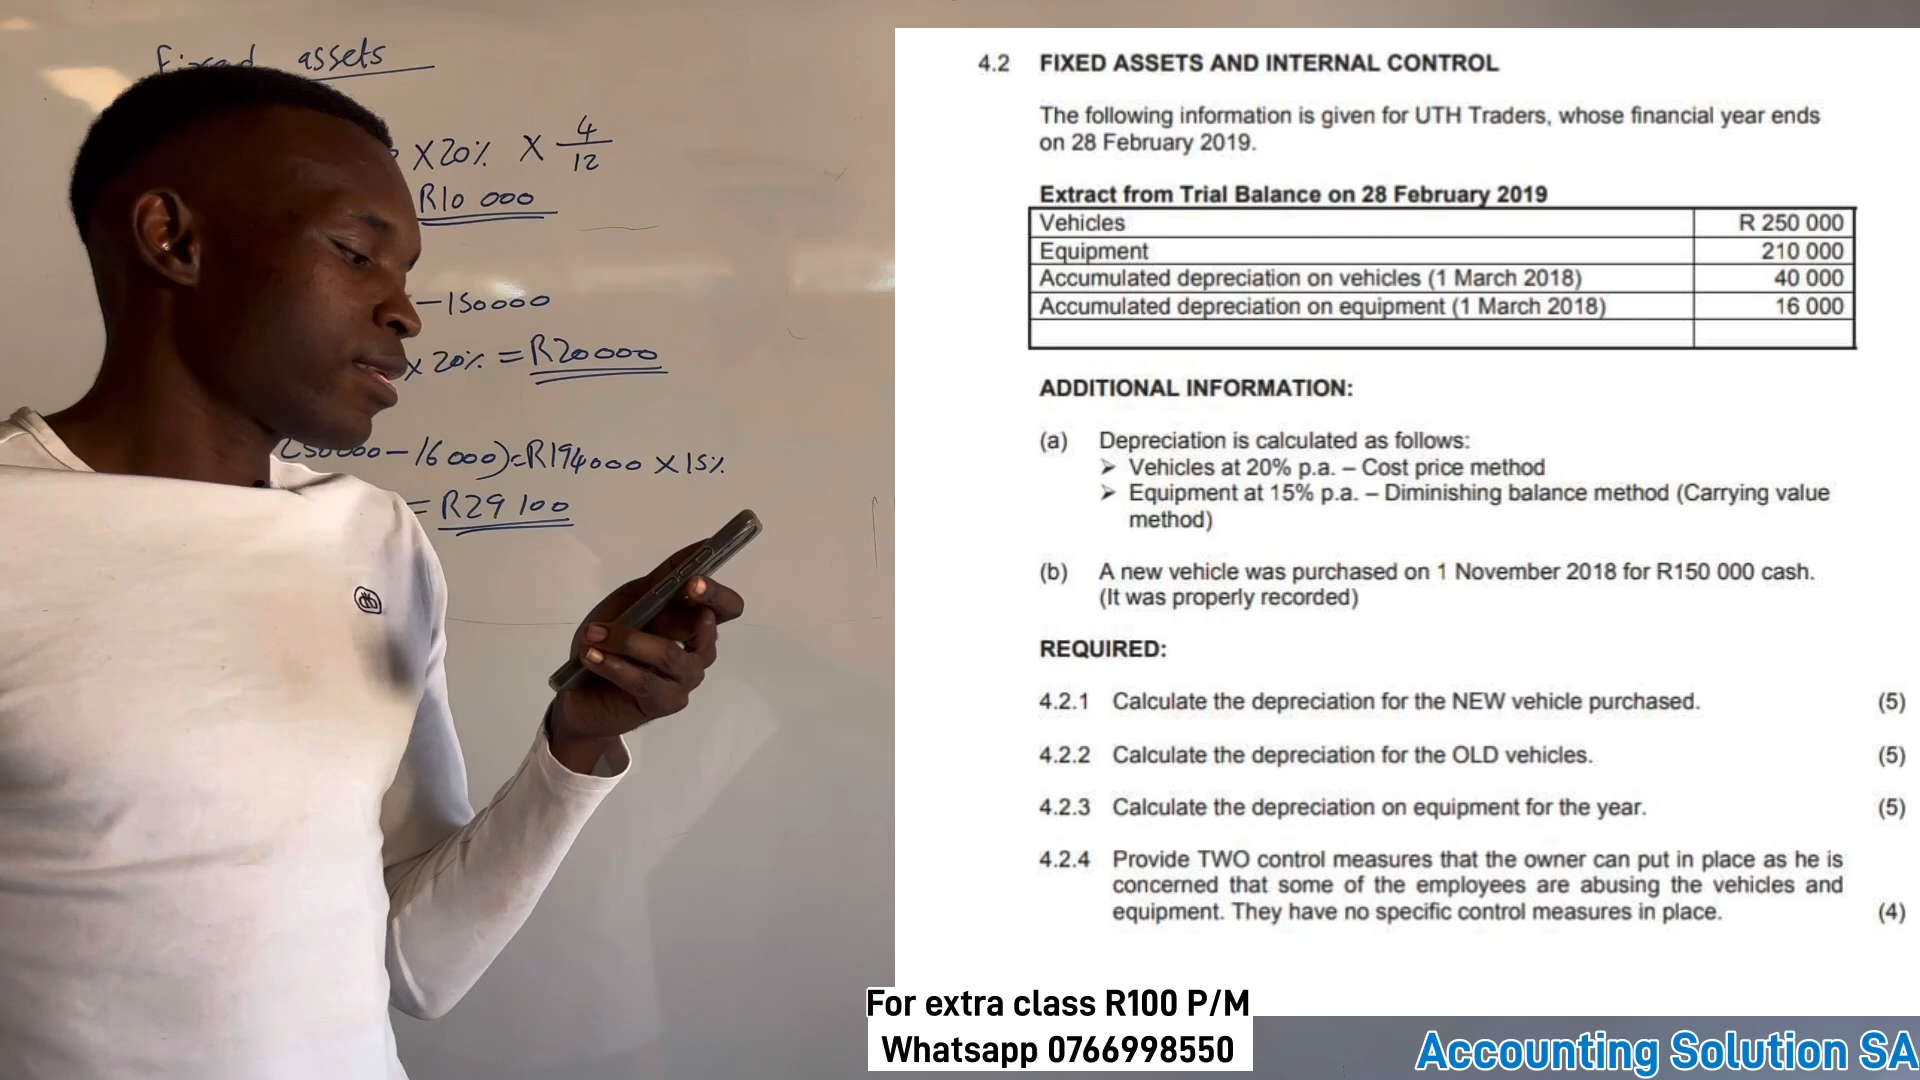 Fixed assets
X20% X 4/12
R10 000
-150000
x 20% = R20000
-16000)=R194000 X 15%
= R29 100
4.2 FIXED ASSETS AND INTERNAL CONTROL
The following information is given for UTH Traders, whose financial year ends
on 28 February 2019.
Extract from Trial Balance on 28 February 2019
Vehicles R 250 000
Equipment 210 000
Accumulated depreciation on vehicles (1 March 2018) 40 000
Accumulated depreciation on equipment (1 March 2018) 16 000
ADDITIONAL INFORMATION:
(a) Depreciation is calculated as follows:
➢ Vehicles at 20% p.a. – Cost price method
➢ Equipment at 15% p.a. – Diminishing balance method (Carrying value
method)
(b) A new vehicle was purchased on 1 November 2018 for R150 000 cash.
(It was properly recorded)
REQUIRED:
4.2.1 Calculate the depreciation for the NEW vehicle purchased. (5)
4.2.2 Calculate the depreciation for the OLD vehicles. (5)
4.2.3 Calculate the depreciation on equipment for the year. (5)
4.2.4 Provide TWO control measures that the owner can put in place as he is
concerned that some of the employees are abusing the vehicles and
equipment. They have no specific control measures in place. (4)
For extra class R100 P/M
Whatsapp 0766998550
Accounting Solution SA